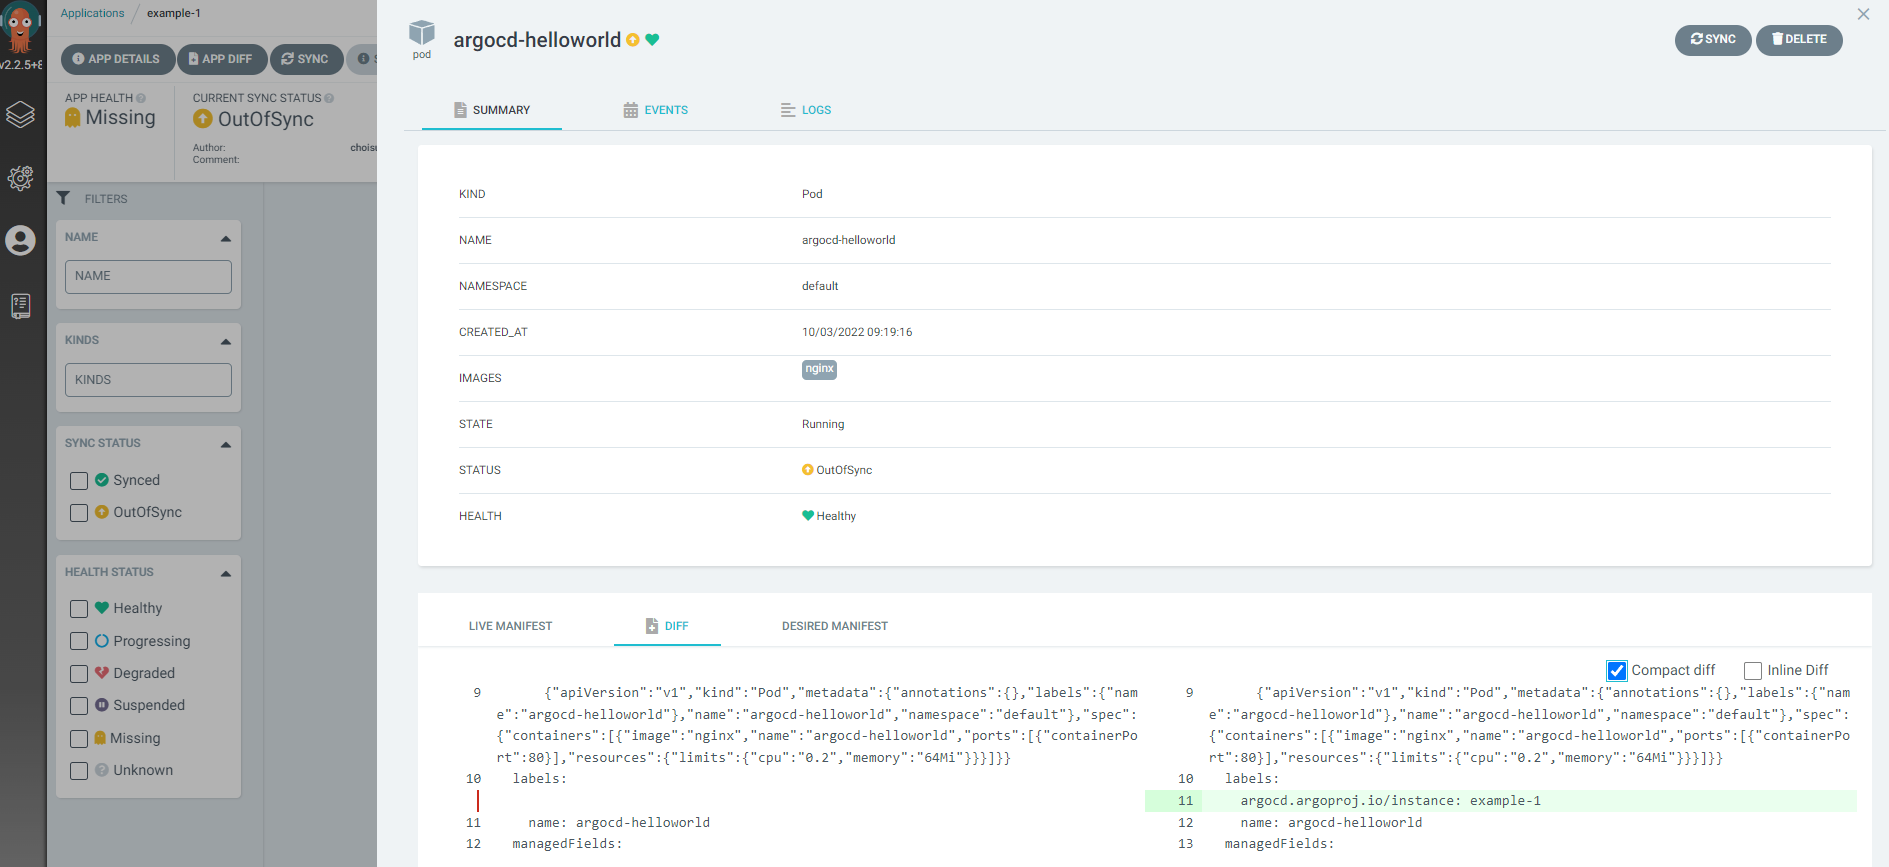 v2.2.5+8
Applications / example-1
APP DETAILS
APP DIFF
SYNC
APP HEALTH
Missing
CURRENT SYNC STATUS
OutOfSync
Author:
Comment:
FILTERS
NAME
NAME
KINDS
KINDS
SYNC STATUS
Synced
OutOfSync
HEALTH STATUS
Healthy
Progressing
Degraded
Suspended
Missing
Unknown
pod
argocd-helloworld
SYNC
DELETE
SUMMARY
EVENTS
LOGS
KIND Pod
NAME argocd-helloworld
NAMESPACE default
CREATED_AT 10/03/2022 09:19:16
IMAGES nginx
STATE Running
STATUS OutOfSync
HEALTH Healthy
LIVE MANIFEST
DIFF
DESIRED MANIFEST
Compact diff
Inline Diff
9 {"apiVersion":"v1","kind":"Pod","metadata":{"annotations":{},"labels":{"nam
e":"argocd-helloworld"},"name":"argocd-helloworld","namespace":"default"},"spec":
{"containers":[{"image":"nginx","name":"argocd-helloworld","ports":[{"containerPo
rt":80}],"resources":{"limits":{"cpu":"0.2","memory":"64Mi"}}}]}}
10 labels:
11 name: argocd-helloworld
12 managedFields:
9 {"apiVersion":"v1","kind":"Pod","metadata":{"annotations":{},"labels":{"nam
e":"argocd-helloworld"},"name":"argocd-helloworld","namespace":"default"},"spec":
{"containers":[{"image":"nginx","name":"argocd-helloworld","ports":[{"containerPo
rt":80}],"resources":{"limits":{"cpu":"0.2","memory":"64Mi"}}}]}}
10 labels:
11 argocd.argoproj.io/instance: example-1
12 name: argocd-helloworld
13 managedFields: